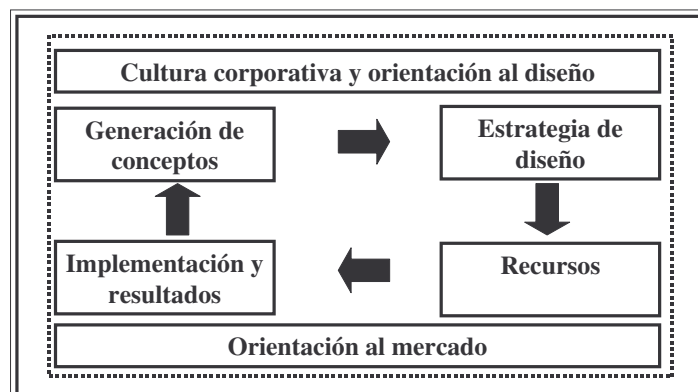 Cultura corporativa y orientación al diseño
Generación de
conceptos
Estrategia de
diseño
Implementación y
resultados
Recursos
Orientación al mercado